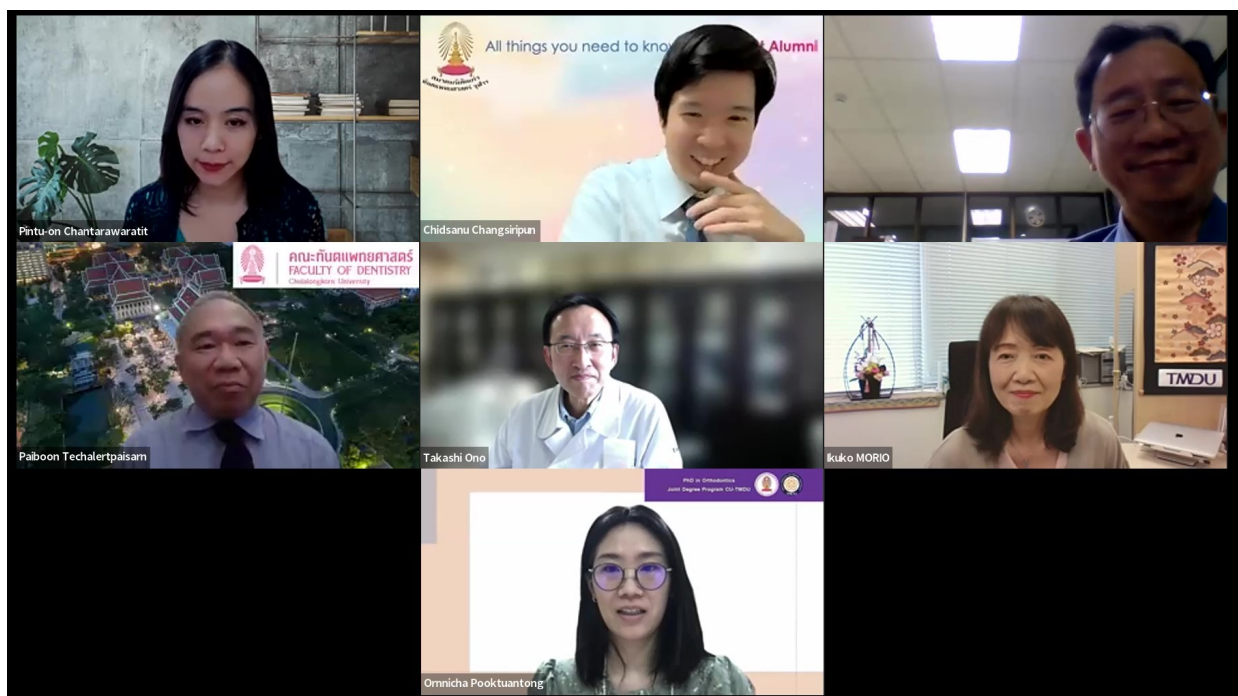 All things you need to
Alumni
Pintu-on Chantarawaratit
Chidsanu Changsiripun
คณะทันตแพทยศาสตร์
FACULTY OF DENTISTRY
Chulalongkorn University
TMDU
Paiboon Techalertpaisarn
Takashi Ono
Ikuko MORIO
PhD in Orthodontics
Joint Degree Program CU-TMDU
Ornnicha Pooktuantong